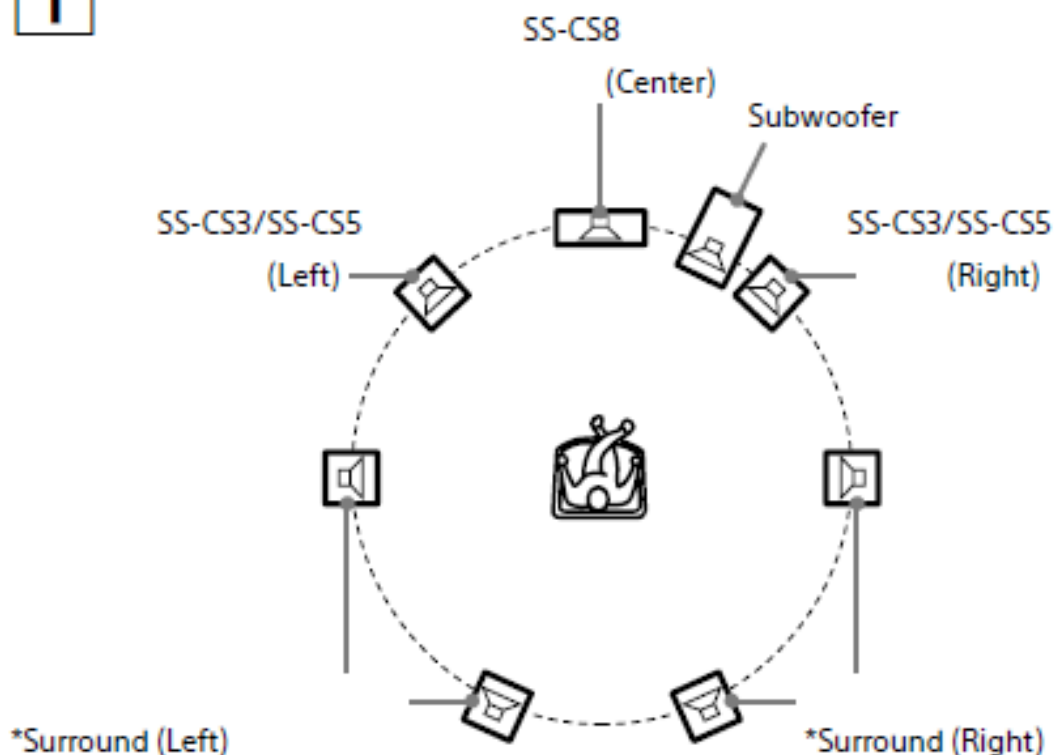 1
SS-CS8
(Center)
Subwoofer
SS-CS3/SS-CS5
(Left)
SS-CS3/SS-CS5
(Right)
*Surround (Left)
*Surround (Right)